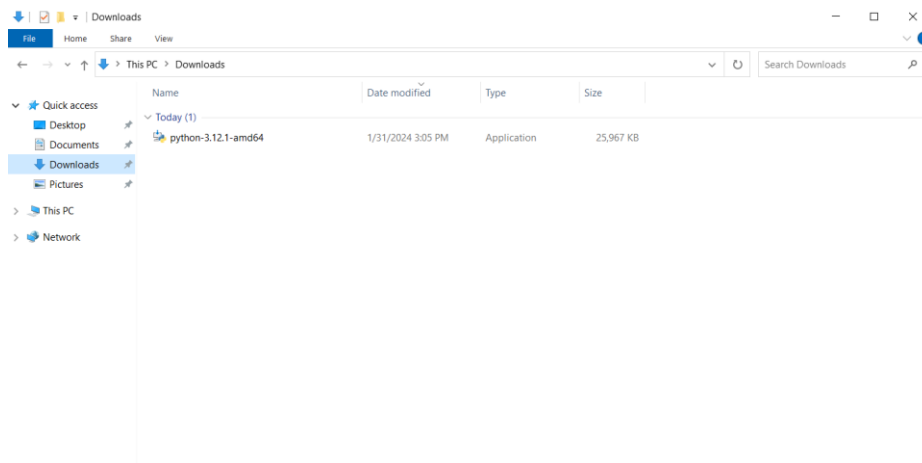 Downloads
File Home Share View
This PC > Downloads
Search Downloads
Name Date modified Type Size
Quick access
Today (1)
Desktop
python-3.12.1-amd64 1/31/2024 3:05 PM Application 25,967 KB
Documents
Downloads
Pictures
This PC
Network